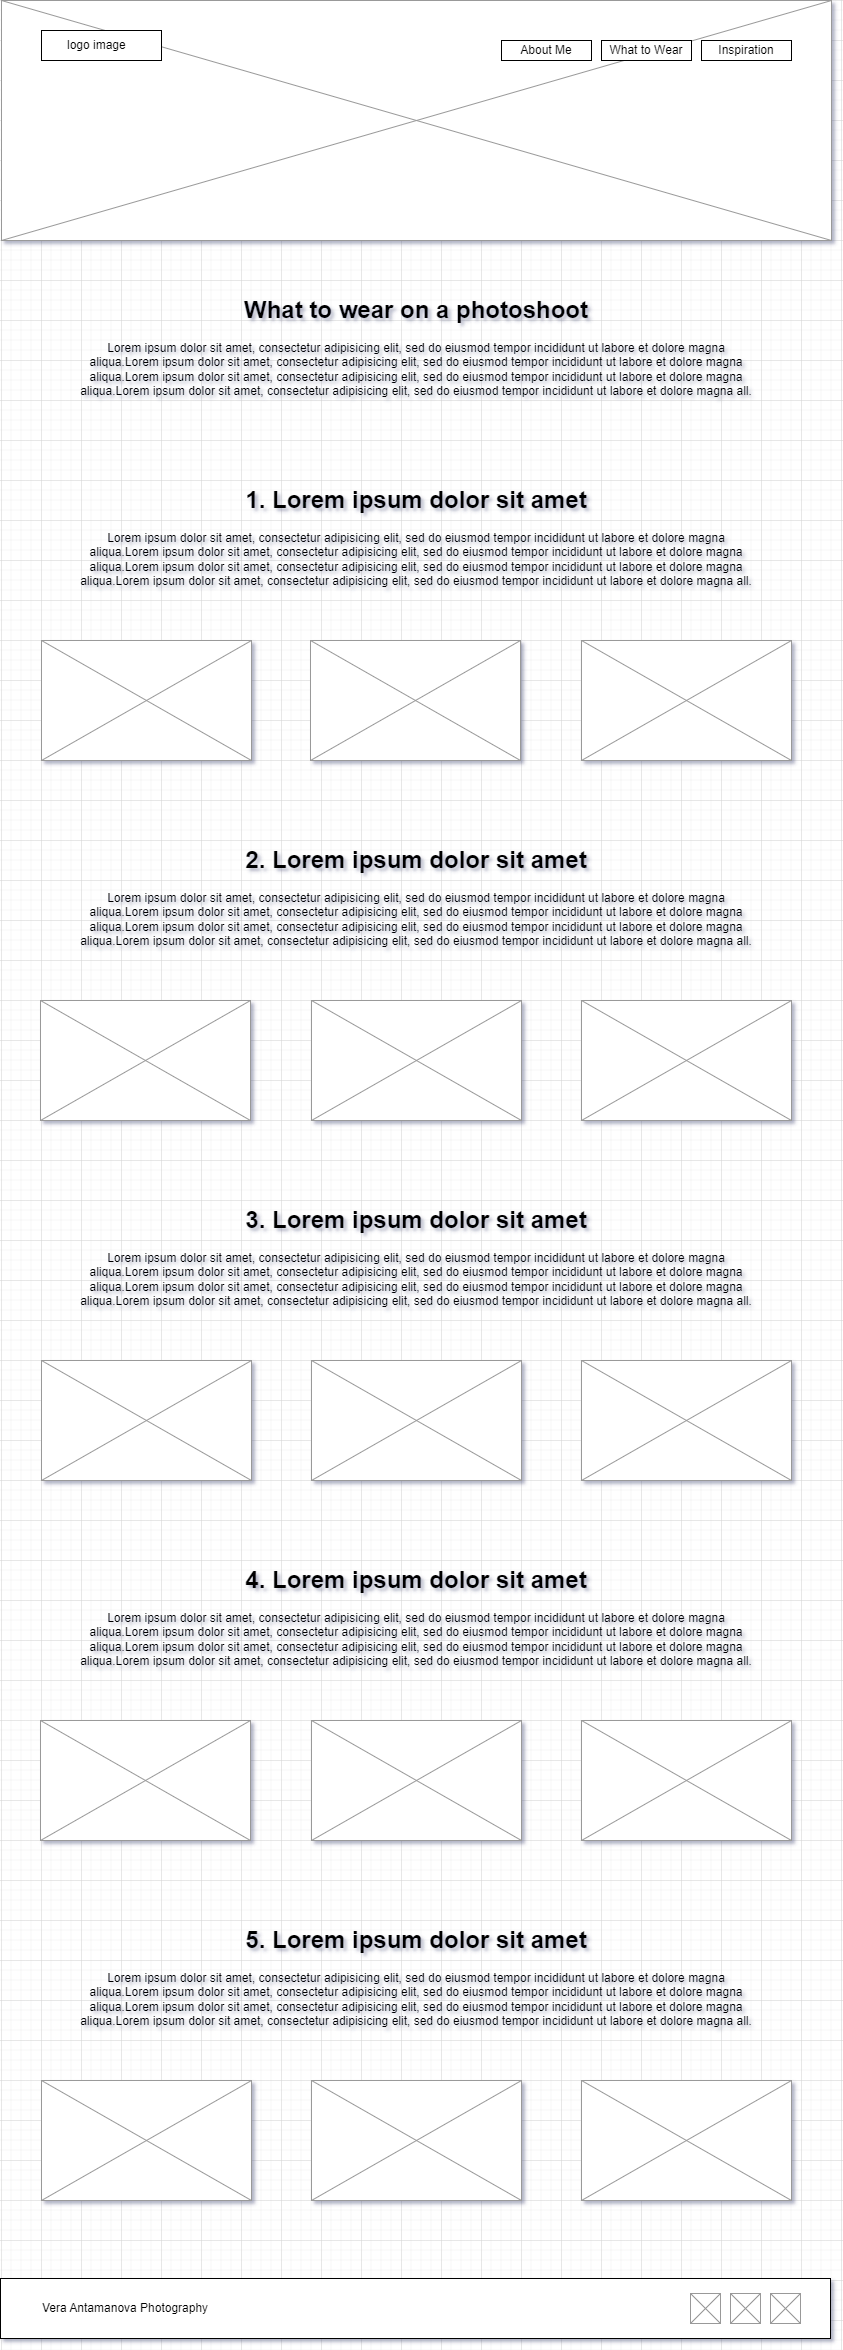 logo image
About Me
What to Wear
Inspiration
What to wear on a photoshoot
Lorem ipsum dolor sit amet, consectetur adipisicing elit, sed do eiusmod tempor incididunt ut labore et dolore magna
aliqua.Lorem ipsum dolor sit amet, consectetur adipisicing elit, sed do eiusmod tempor incididunt ut labore et dolore magna
aliqua.Lorem ipsum dolor sit amet, consectetur adipisicing elit, sed do eiusmod tempor incididunt ut labore et dolore magna
aliqua.Lorem ipsum dolor sit amet, consectetur adipisicing elit, sed do eiusmod tempor incididunt ut labore et dolore magna all.
1. Lorem ipsum dolor sit amet
Lorem ipsum dolor sit amet, consectetur adipisicing elit, sed do eiusmod tempor incididunt ut labore et dolore magna
aliqua.Lorem ipsum dolor sit amet, consectetur adipisicing elit, sed do eiusmod tempor incididunt ut labore et dolore magna
aliqua.Lorem ipsum dolor sit amet, consectetur adipisicing elit, sed do eiusmod tempor incididunt ut labore et dolore magna
aliqua.Lorem ipsum dolor sit amet, consectetur adipisicing elit, sed do eiusmod tempor incididunt ut labore et dolore magna all.
2. Lorem ipsum dolor sit amet
Lorem ipsum dolor sit amet, consectetur adipisicing elit, sed do eiusmod tempor incididunt ut labore et dolore magna
aliqua.Lorem ipsum dolor sit amet, consectetur adipisicing elit, sed do eiusmod tempor incididunt ut labore et dolore magna
aliqua.Lorem ipsum dolor sit amet, consectetur adipisicing elit, sed do eiusmod tempor incididunt ut labore et dolore magna
aliqua.Lorem ipsum dolor sit amet, consectetur adipisicing elit, sed do eiusmod tempor incididunt ut labore et dolore magna all.
3. Lorem ipsum dolor sit amet
Lorem ipsum dolor sit amet, consectetur adipisicing elit, sed do eiusmod tempor incididunt ut labore et dolore magna
aliqua.Lorem ipsum dolor sit amet, consectetur adipisicing elit, sed do eiusmod tempor incididunt ut labore et dolore magna
aliqua.Lorem ipsum dolor sit amet, consectetur adipisicing elit, sed do eiusmod tempor incididunt ut labore et dolore magna
aliqua.Lorem ipsum dolor sit amet, consectetur adipisicing elit, sed do eiusmod tempor incididunt ut labore et dolore magna all.
4. Lorem ipsum dolor sit amet
Lorem ipsum dolor sit amet, consectetur adipisicing elit, sed do eiusmod tempor incididunt ut labore et dolore magna
aliqua.Lorem ipsum dolor sit amet, consectetur adipisicing elit, sed do eiusmod tempor incididunt ut labore et dolore magna
aliqua.Lorem ipsum dolor sit amet, consectetur adipisicing elit, sed do eiusmod tempor incididunt ut labore et dolore magna
aliqua.Lorem ipsum dolor sit amet, consectetur adipisicing elit, sed do eiusmod tempor incididunt ut labore et dolore magna all.
5. Lorem ipsum dolor sit amet
Lorem ipsum dolor sit amet, consectetur adipisicing elit, sed do eiusmod tempor incididunt ut labore et dolore magna
aliqua.Lorem ipsum dolor sit amet, consectetur adipisicing elit, sed do eiusmod tempor incididunt ut labore et dolore magna
aliqua.Lorem ipsum dolor sit amet, consectetur adipisicing elit, sed do eiusmod tempor incididunt ut labore et dolore magna
aliqua.Lorem ipsum dolor sit amet, consectetur adipisicing elit, sed do eiusmod tempor incididunt ut labore et dolore magna all.
Vera Antamanova Photography